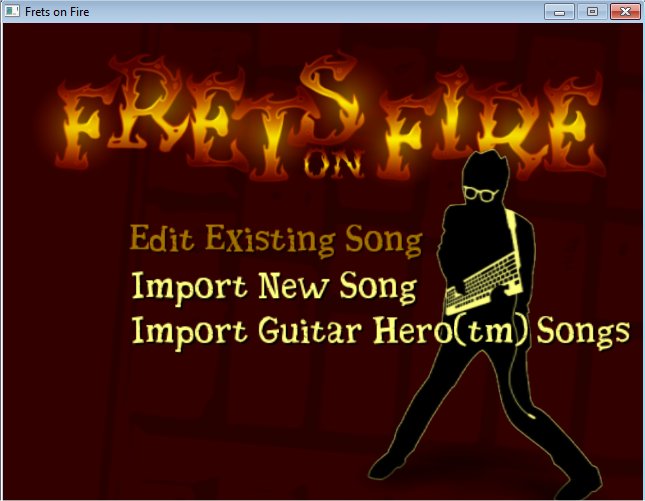 Frets on Fire
FRETS ON FIRE
Edit Existing Song
Import New Song
Import Guitar Hero(tm) Songs